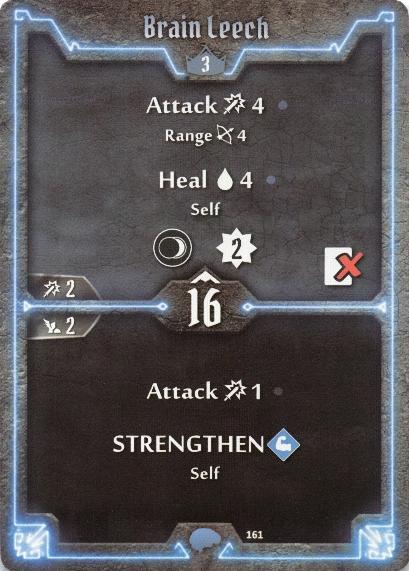 Brain Leech
3
Attack 4
Range 4
Heal 4
Self
2
2
16
2
Attack 1
STRENGTHEN
Self
161